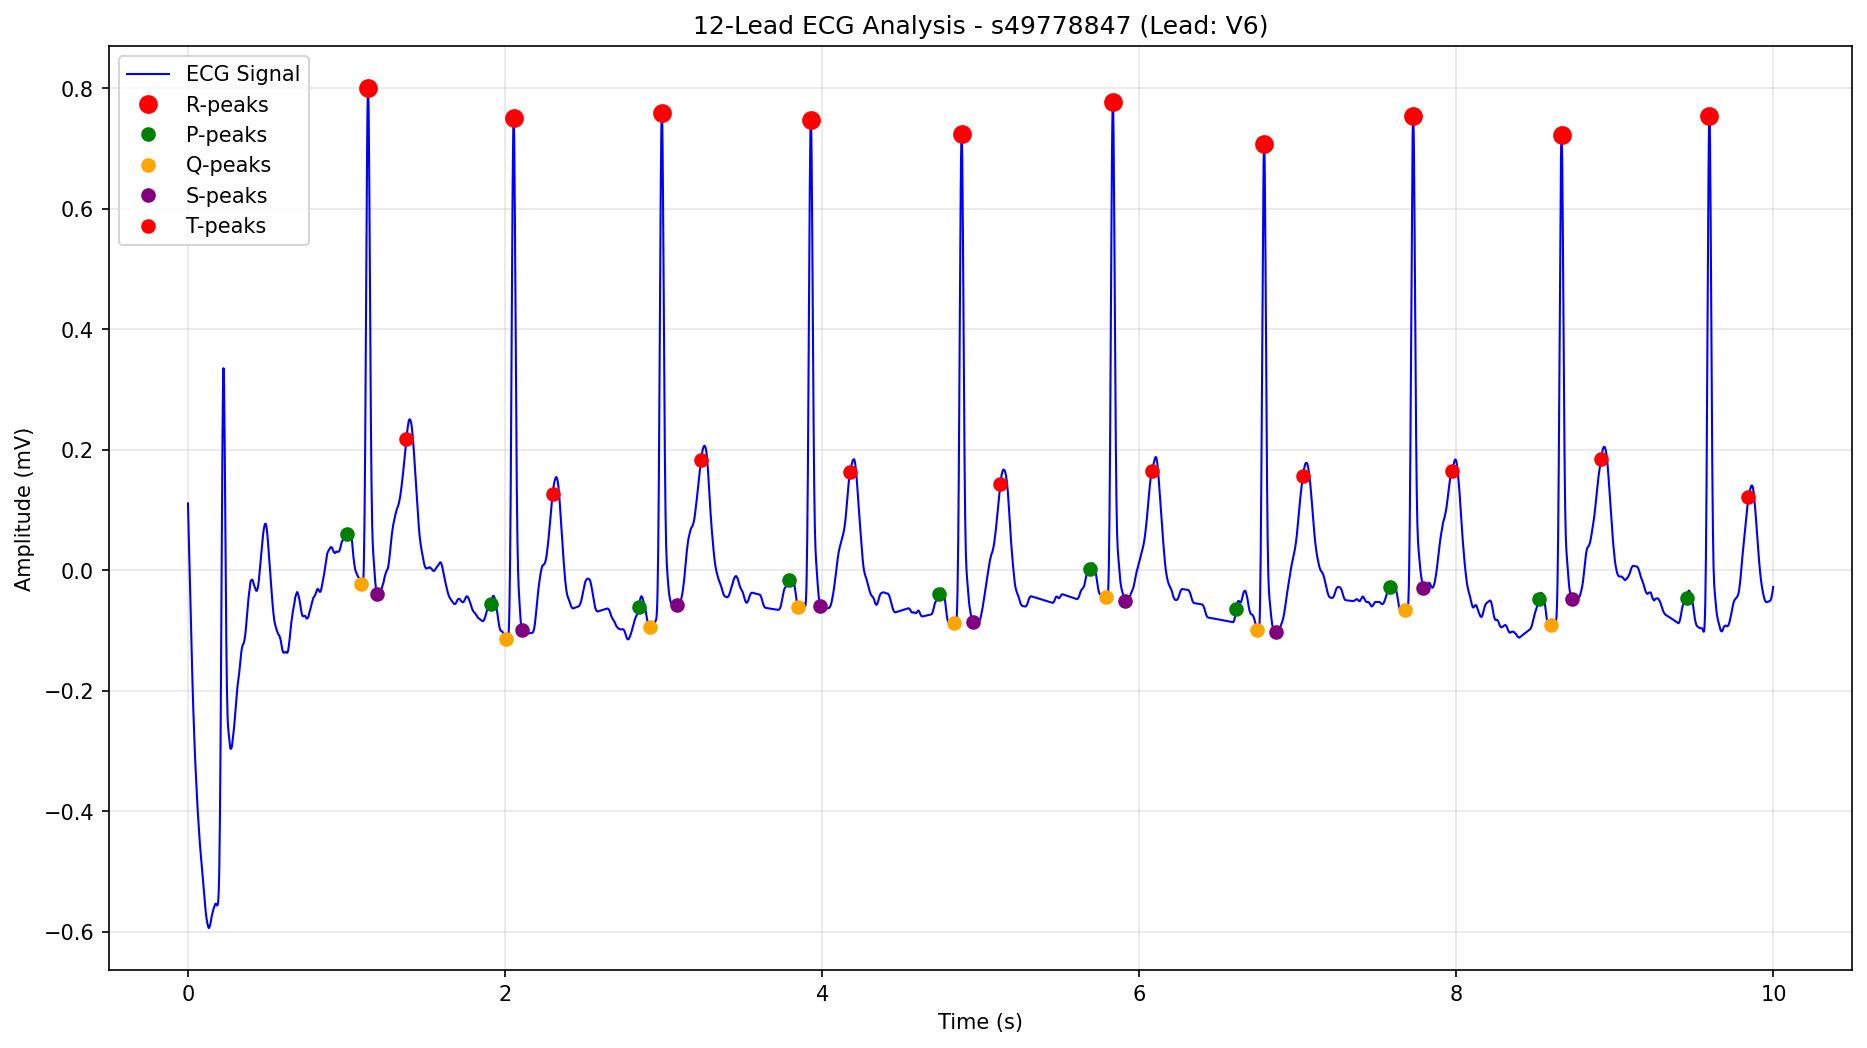 12-Lead ECG Analysis - s49778847 (Lead: V6)
ECG Signal
R-peaks
P-peaks
Q-peaks
S-peaks
T-peaks
0.8
0.6
0.4
0.2
0.0
−0.2
−0.4
−0.6
Amplitude (mV)
0 2 4 6 8 10
Time (s)